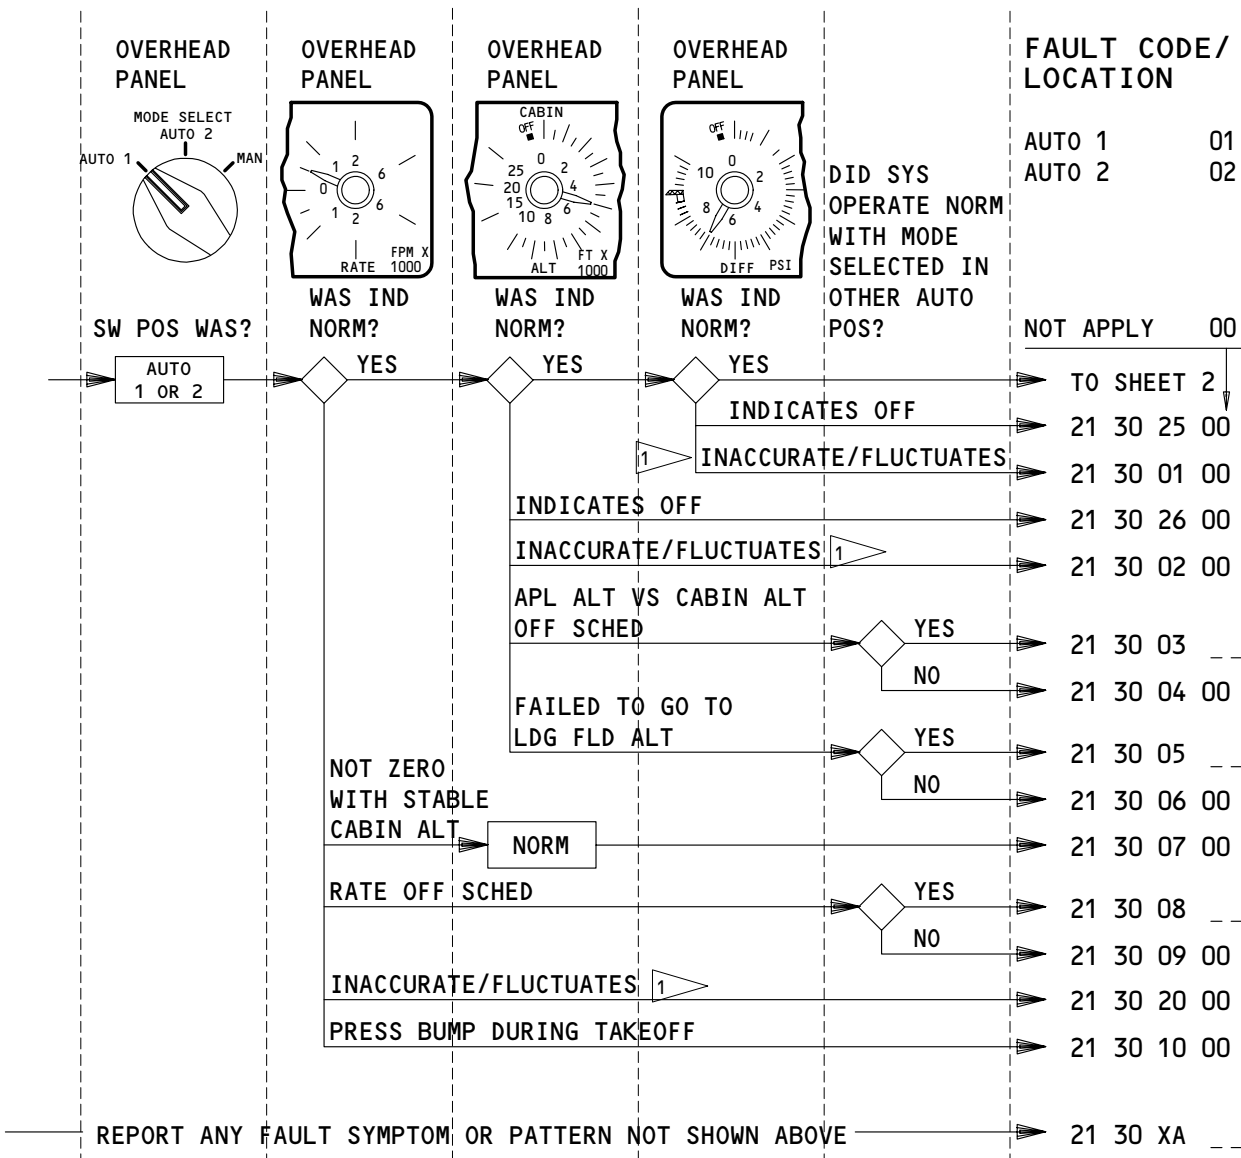 OVERHEAD PANEL
MODE SELECT
AUTO 2
AUTO 1
MAN
SW POS WAS?
OVERHEAD PANEL
1 2 6
0
1 2 6
RATE
FPM X 1000
WAS IND NORM?
OVERHEAD PANEL
CABIN
OFF
0 2 4 6 8 10 15 20 25
ALT
FT X 1000
WAS IND NORM?
OVERHEAD PANEL
OFF
0 2 4 6 8 10
DIFF
PSI
WAS IND NORM?
DID SYS
OPERATE NORM
WITH MODE
SELECTED IN
OTHER AUTO
POS?
FAULT CODE/
LOCATION
AUTO 1 01
AUTO 2 02
NOT APPLY 00
AUTO
1 OR 2
YES
YES
YES
TO SHEET 2
INDICATES OFF
21 30 25 00
1
INACCURATE/FLUCTUATES
21 30 01 00
INDICATES OFF
21 30 26 00
INACCURATE/FLUCTUATES
1
21 30 02 00
APL ALT VS CABIN ALT
OFF SCHED
YES
21 30 03 _ _
NO
21 30 04 00
FAILED TO GO TO
LDG FLD ALT
YES
21 30 05 _ _
NO
21 30 06 00
NOT ZERO
WITH STABLE
CABIN ALT
NORM
21 30 07 00
RATE OFF SCHED
YES
21 30 08 _ _
NO
21 30 09 00
INACCURATE/FLUCTUATES
1
21 30 20 00
PRESS BUMP DURING TAKEOFF
21 30 10 00
REPORT ANY FAULT SYMPTOM OR PATTERN NOT SHOWN ABOVE
21 30 XA _ _